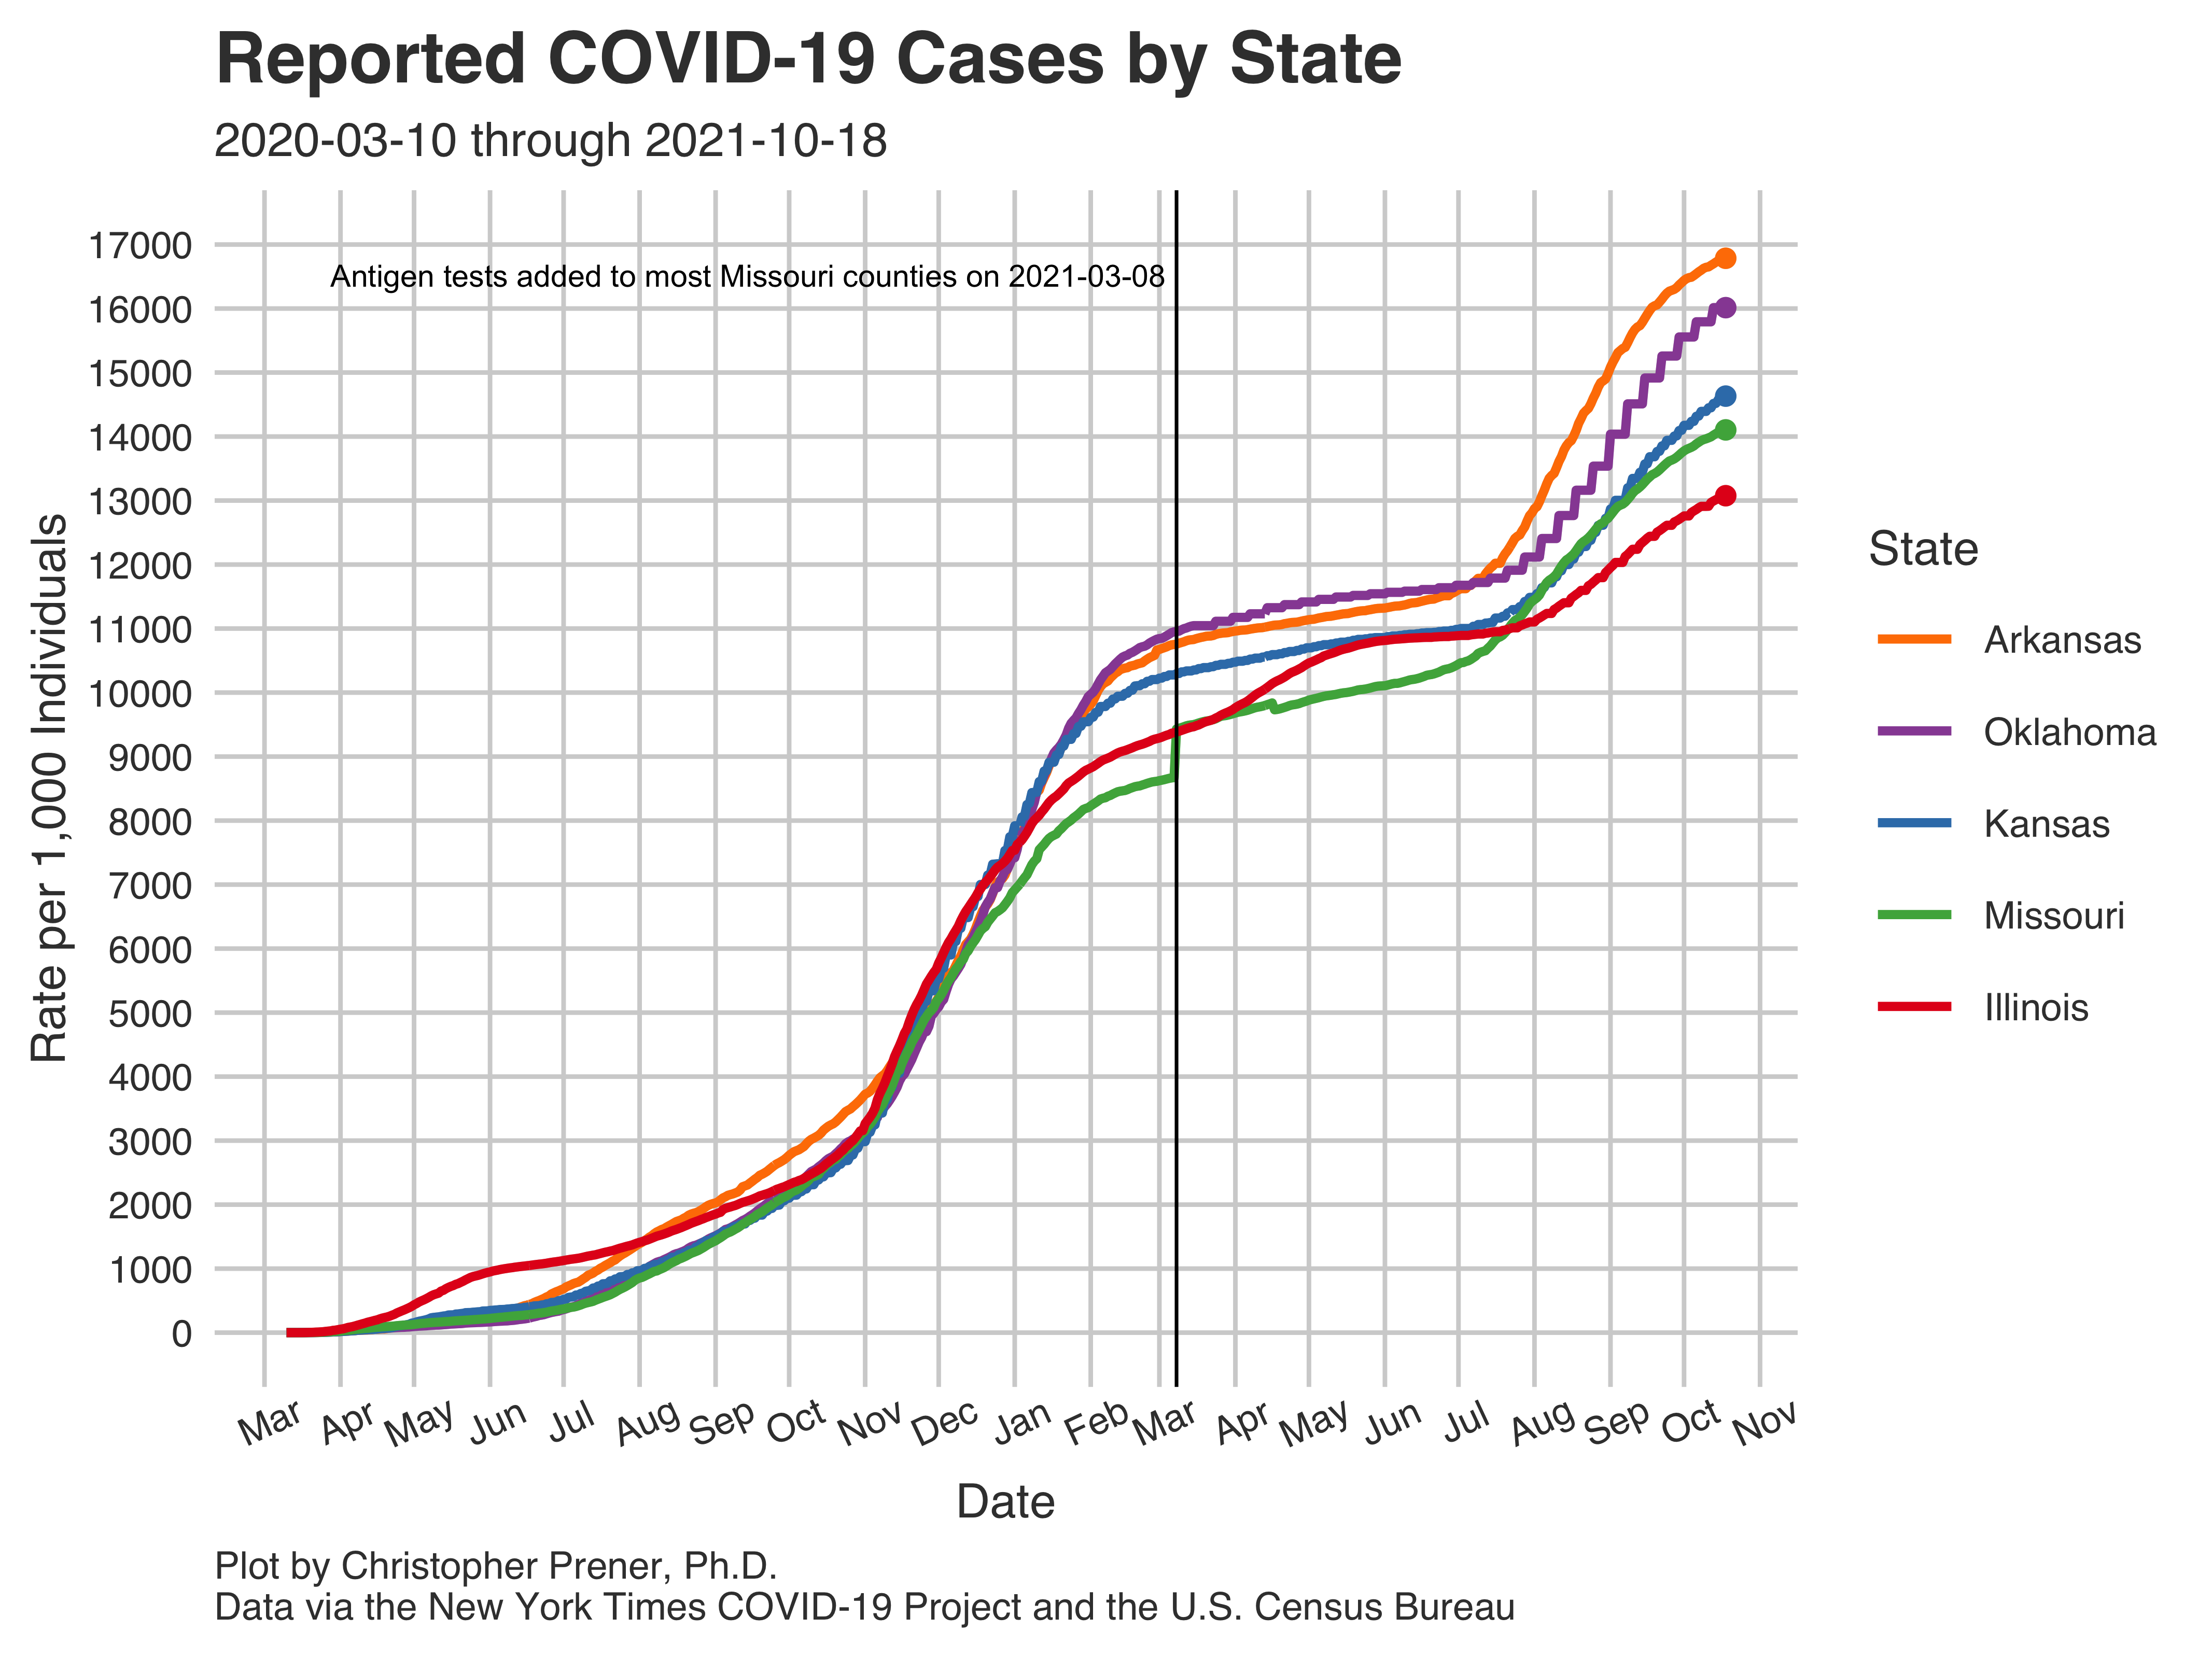 Reported COVID-19 Cases by State
2020-03-10 through 2021-10-18
17000
Antigen tests added to most Missouri counties on 2021-03-08
16000
15000
14000
13000
12000
11000
10000
9000
8000
7000
6000
5000
4000
3000
2000
1000
0
Rate per 1,000 Individuals
State
Arkansas
Oklahoma
Kansas
Missouri
Illinois
Mar Apr May Jun Jul Aug Sep Oct Nov Dec Jan Feb Mar Apr May Jun Jul Aug Sep Oct Nov
Date
Plot by Christopher Prener, Ph.D.
Data via the New York Times COVID-19 Project and the U.S. Census Bureau